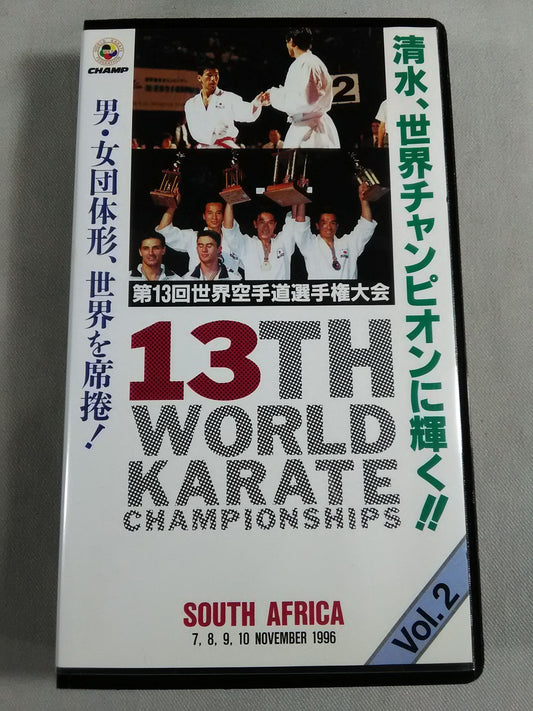 CHAMP
清水、世界チャンピオンに輝く!!
男・女団体形、世界を席捲！
2
第13回世界空手道選手権大会
13TH
WORLD
KARATE
CHAMPIONSHIPS
SOUTH AFRICA
7, 8, 9, 10 NOVEMBER 1996
Vol.2